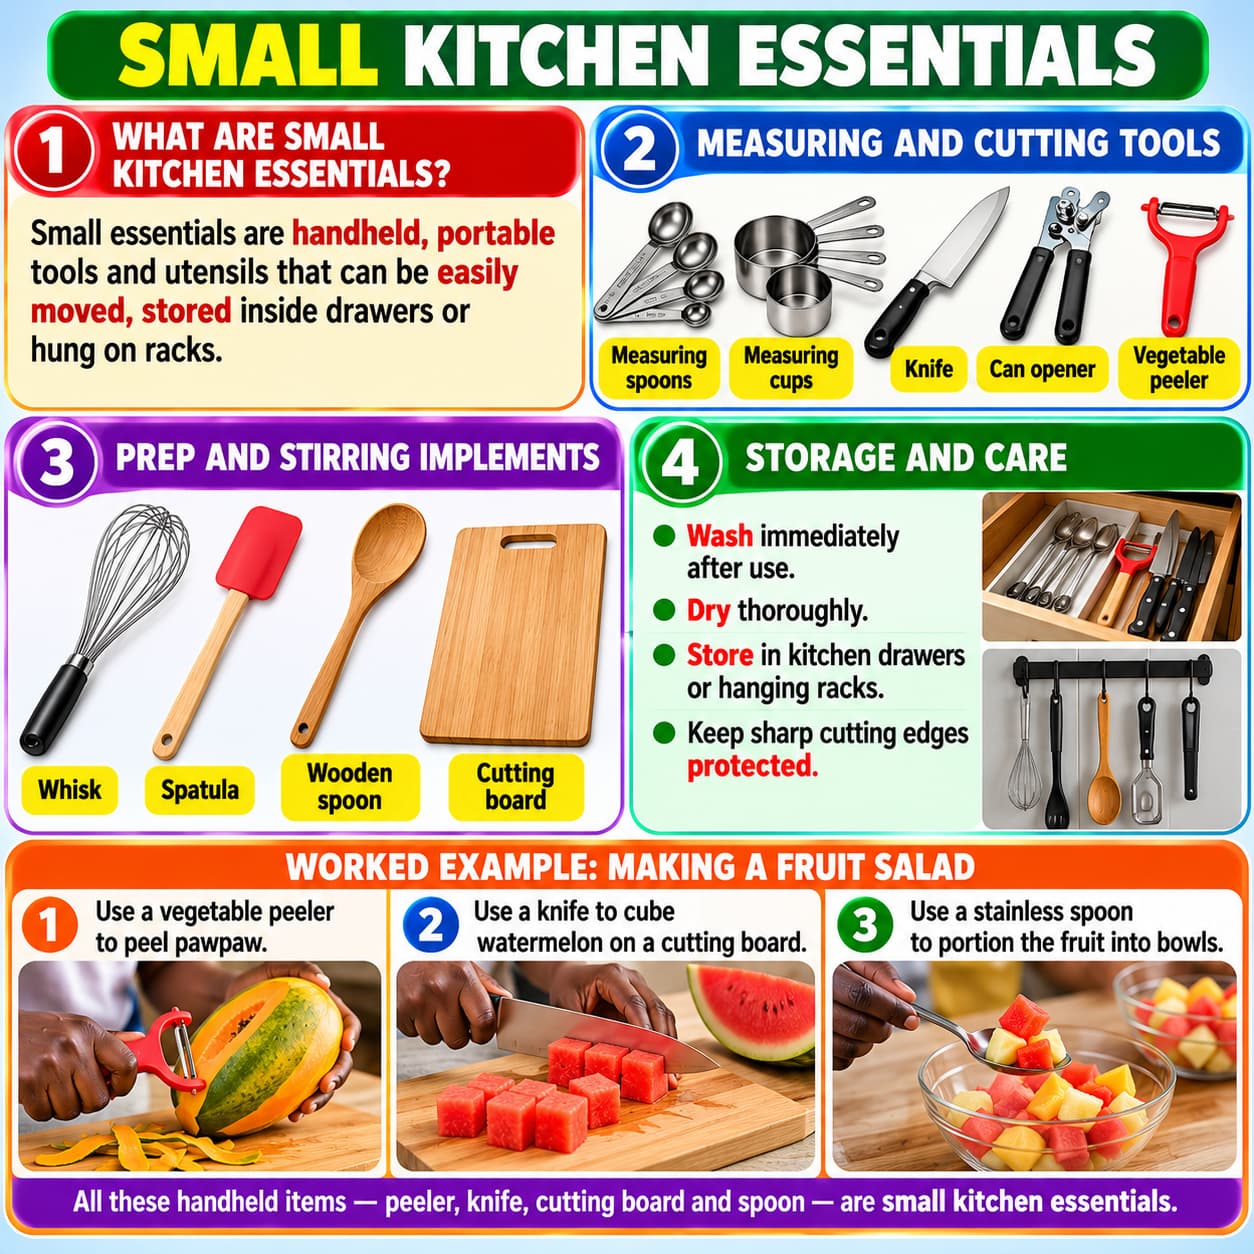 SMALL KITCHEN ESSENTIALS
1
WHAT ARE SMALL
KITCHEN ESSENTIALS?
Small essentials are handheld, portable
tools and utensils that can be easily
moved, stored inside drawers or
hung on racks.
2
MEASURING AND CUTTING TOOLS
Measuring
spoons
Measuring
cups
Knife
Can opener
Vegetable
peeler
3
PREP AND STIRRING IMPLEMENTS
Whisk
Spatula
Wooden
spoon
Cutting
board
4
STORAGE AND CARE
Wash immediately
after use.
Dry thoroughly.
Store in kitchen drawers
or hanging racks.
Keep sharp cutting edges
protected.
WORKED EXAMPLE: MAKING A FRUIT SALAD
1
Use a vegetable peeler
to peel pawpaw.
2
Use a knife to cube
watermelon on a cutting board.
3
Use a stainless spoon
to portion the fruit into bowls.
All these handheld items — peeler, knife, cutting board and spoon — are small kitchen essentials.